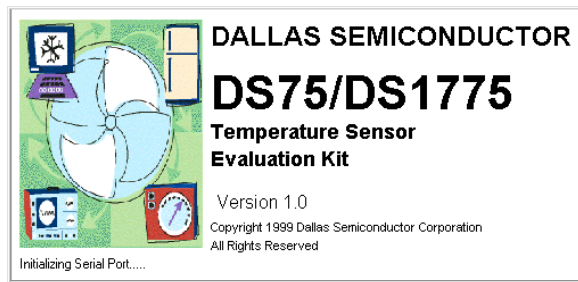 DALLAS SEMICONDUCTOR
DS75/DS1775
Temperature Sensor
Evaluation Kit
Version 1.0
Copyright 1999 Dallas Semiconductor Corporation
All Rights Reserved
Initializing Serial Port.....